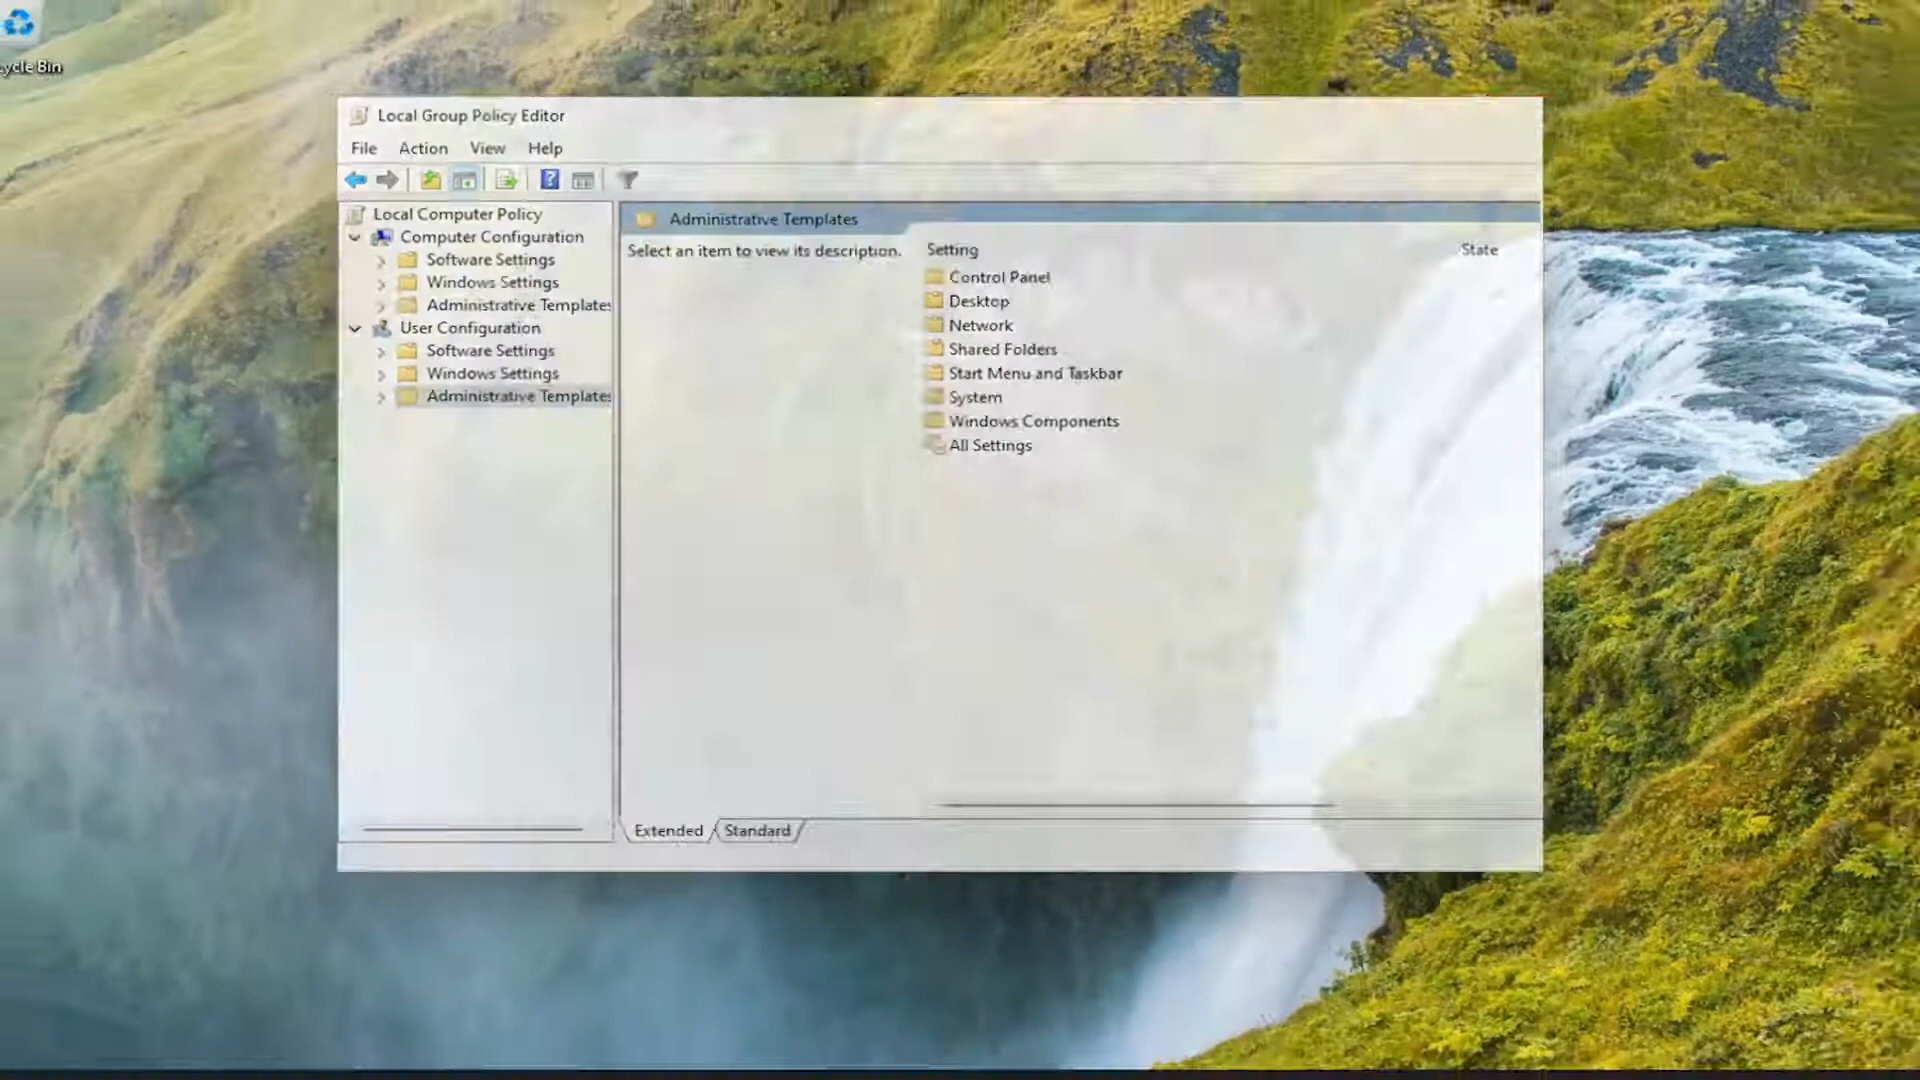 ycle Bin
Local Group Policy Editor
File Action View Help
Local Computer Policy
Computer Configuration
Software Settings
Windows Settings
Administrative Templates
User Configuration
Software Settings
Windows Settings
Administrative Templates
Administrative Templates
Select an item to view its description.
Setting State
Control Panel
Desktop
Network
Shared Folders
Start Menu and Taskbar
System
Windows Components
All Settings
Extended Standard